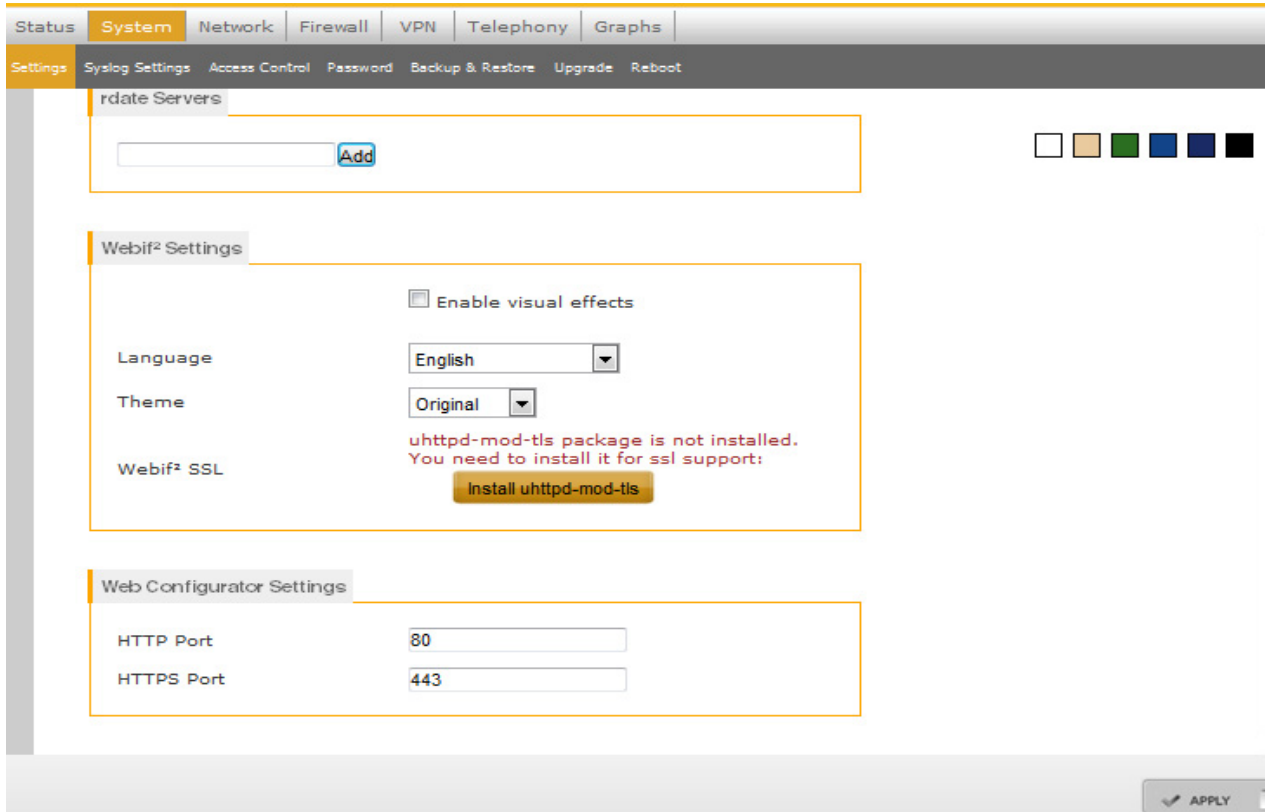 Status System Network Firewall VPN Telephony Graphs
Settings Syslog Settings Access Control Password Backup & Restore Upgrade Reboot
rdate Servers
Add
Webif² Settings
Enable visual effects
Language English
Theme Original
uhttpd-mod-tls package is not installed.
You need to install it for ssl support:
Webif² SSL
Install uhttpd-mod-tls
Web Configurator Settings
HTTP Port 80
HTTPS Port 443
APPLY